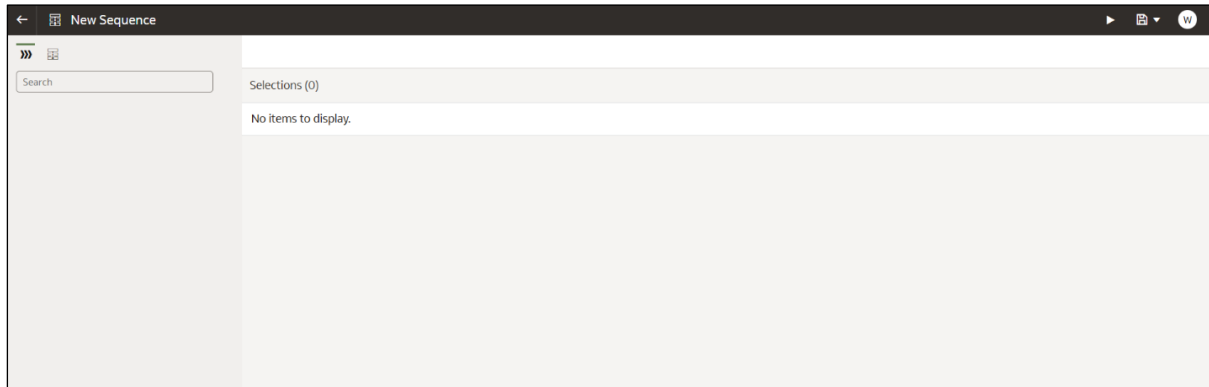 New Sequence
W
Search
Selections (0)
No items to display.